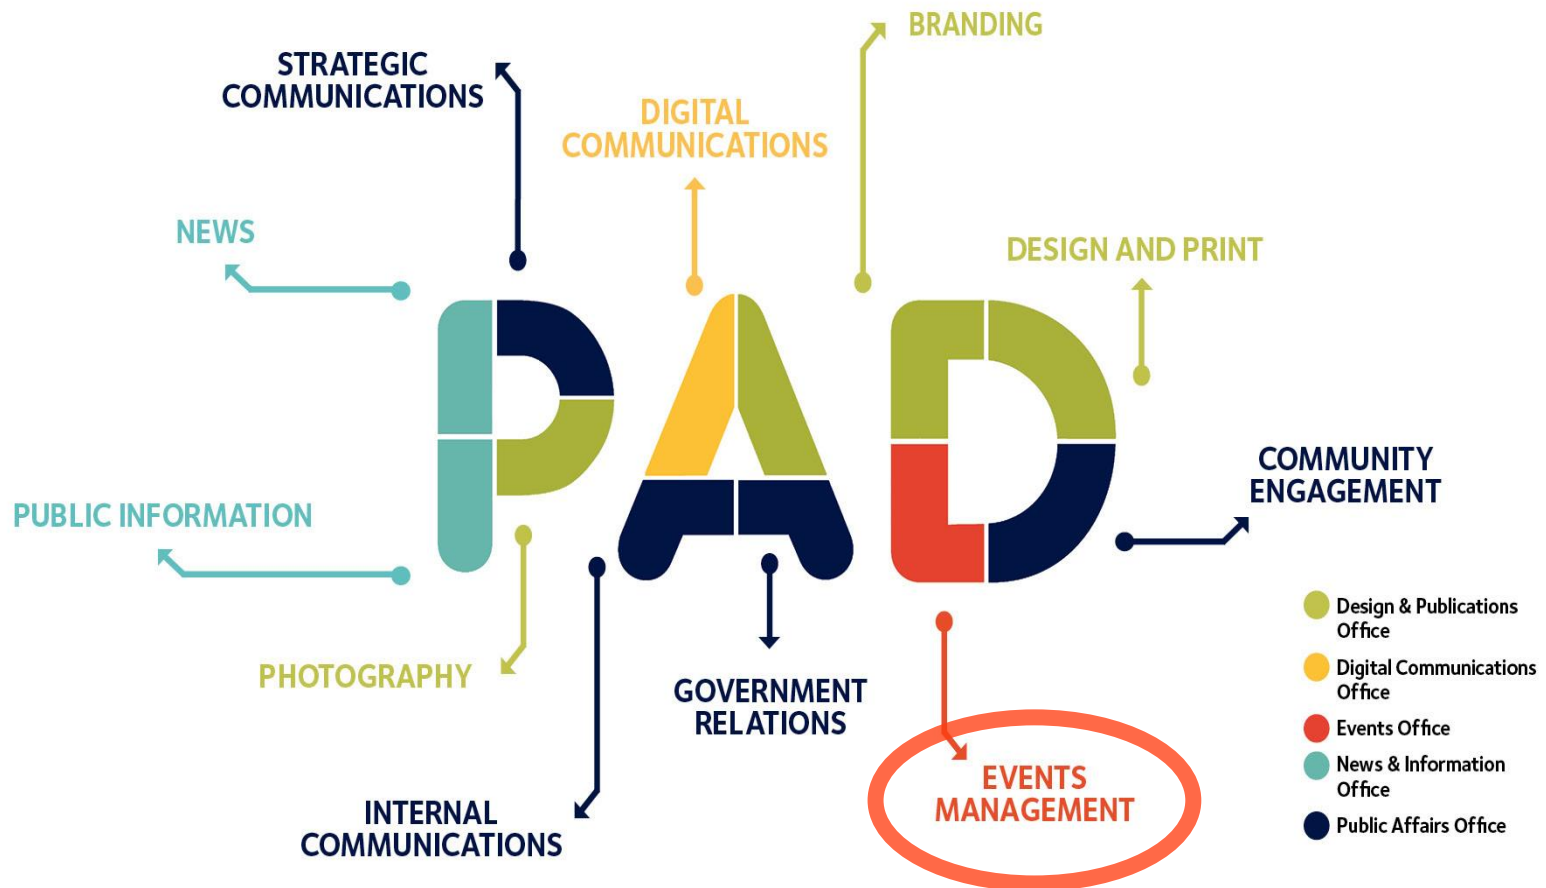 BRANDING
STRATEGIC
COMMUNICATIONS
DIGITAL
COMMUNICATIONS
NEWS
DESIGN AND PRINT
PAD
COMMUNITY
ENGAGEMENT
PUBLIC INFORMATION
PHOTOGRAPHY
GOVERNMENT
RELATIONS
EVENTS
MANAGEMENT
INTERNAL
COMMUNICATIONS
Design & Publications
Office
Digital Communications
Office
Events Office
News & Information
Office
Public Affairs Office